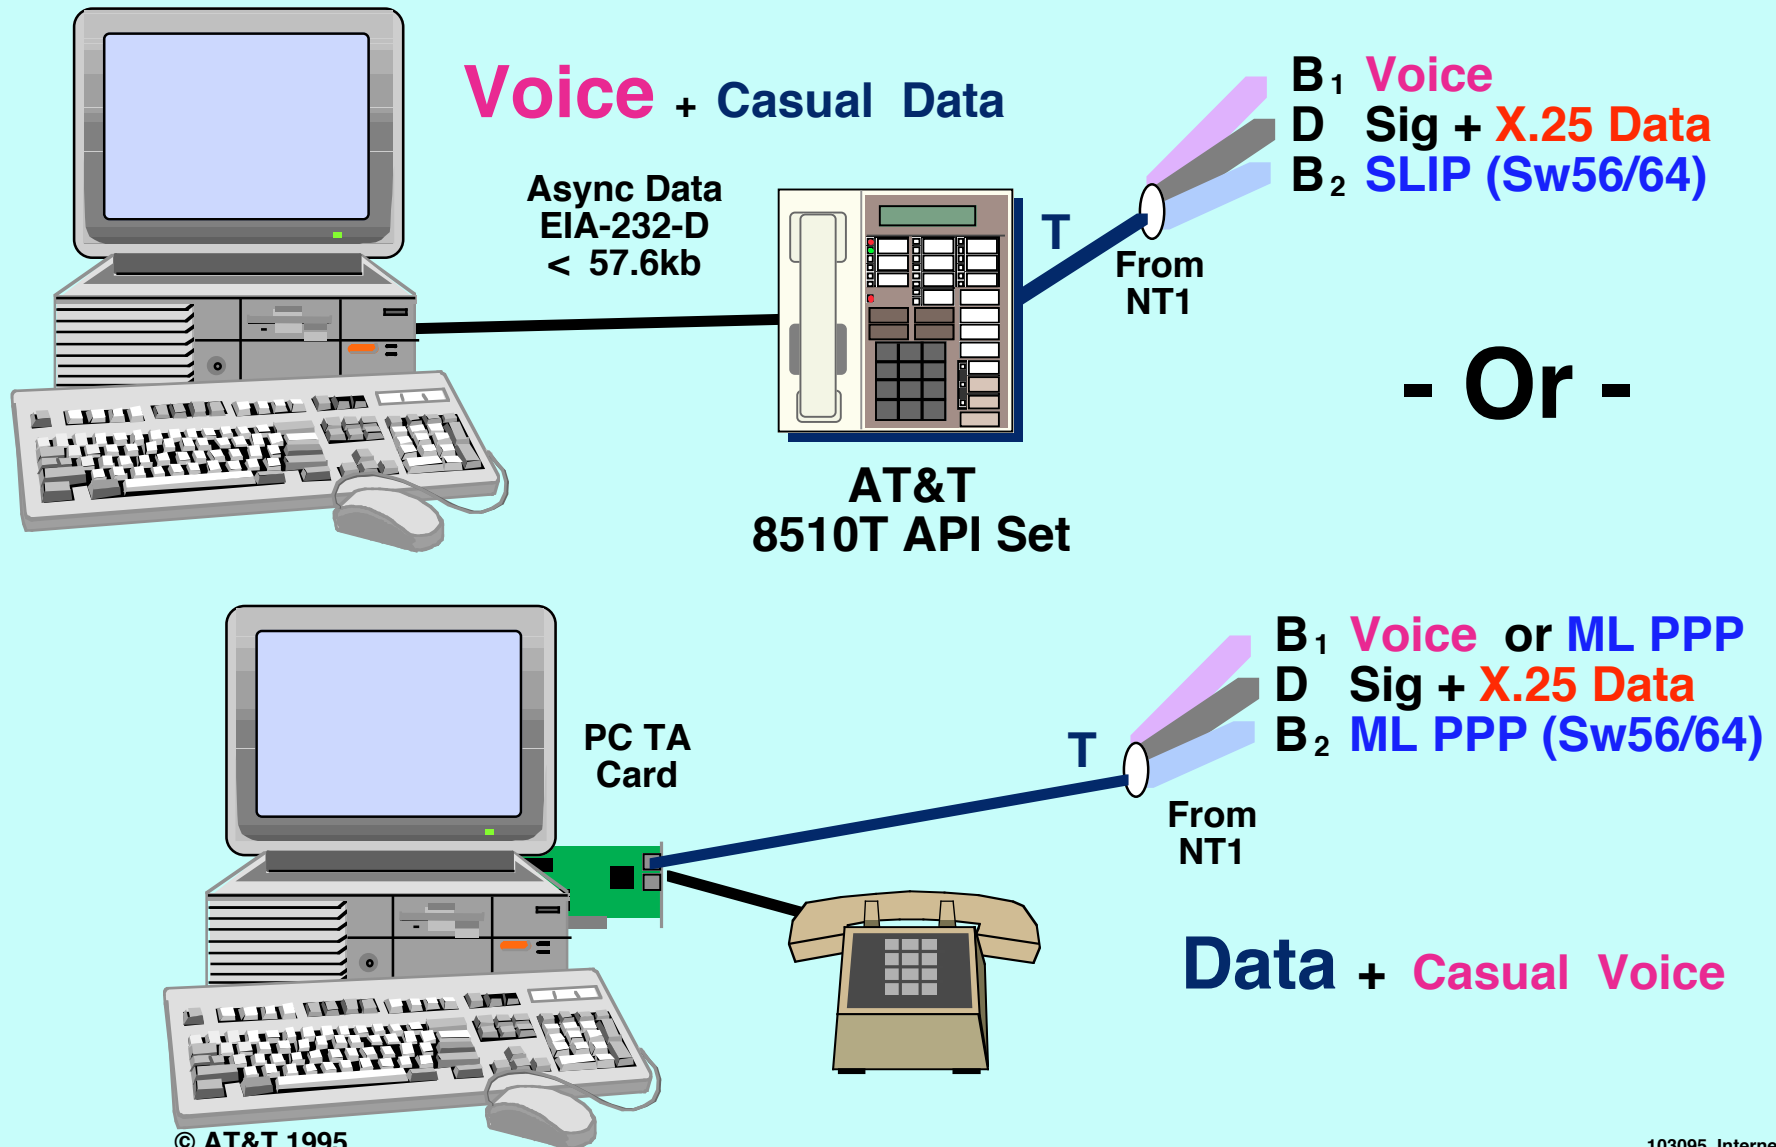 Voice + Casual Data
B1 Voice
D Sig + X.25 Data
B2 SLIP (Sw56/64)
Async Data
EIA-232-D
< 57.6kb
T
From
NT1
- Or -
AT&T
8510T API Set
B1 Voice or ML PPP
D Sig + X.25 Data
B2 ML PPP (Sw56/64)
PC TA
Card
T
From
NT1
Data + Casual Voice
© AT&T 1995
103095